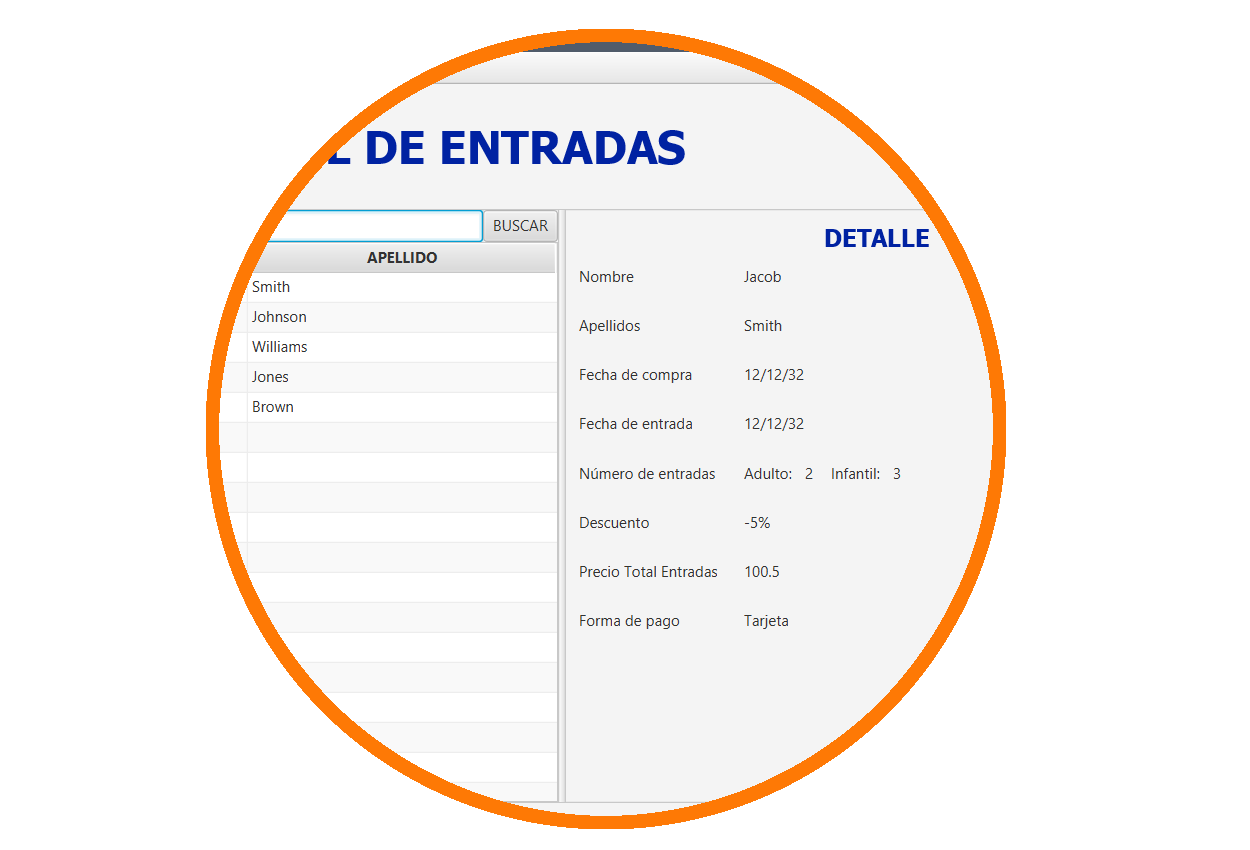 DE ENTRADAS
BUSCAR
APELLIDO
Smith
Johnson
Williams
Jones
Brown
DETALLE
Nombre Jacob
Apellidos Smith
Fecha de compra 12/12/32
Fecha de entrada 12/12/32
Número de entradas Adulto: 2 Infantil: 3
Descuento -5%
Precio Total Entradas 100.5
Forma de pago Tarjeta